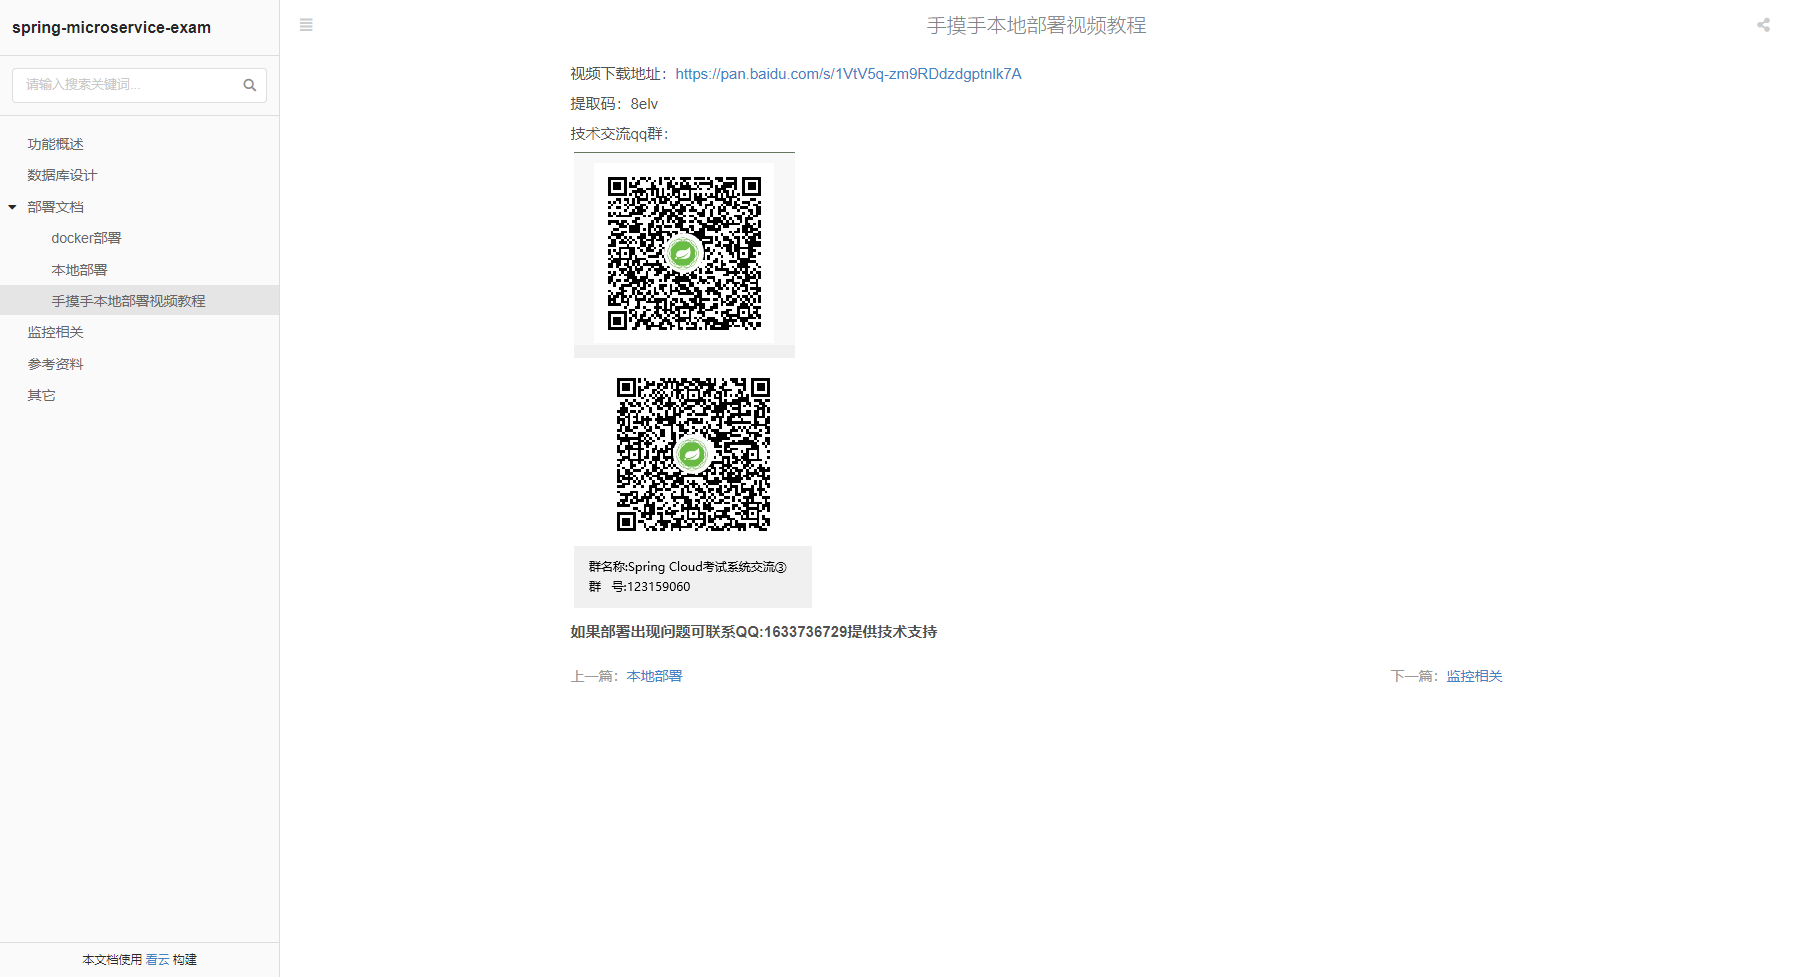 spring-microservice-exam
请输入搜索关键词...
功能概述
数据库设计
部署文档
docker部署
本地部署
手摸手本地部署视频教程
监控相关
参考资料
其它
本文档使用 看云 构建
手摸手本地部署视频教程
视频下载地址：https://pan.baidu.com/s/1VtV5q-zm9RDdzdgptnlk7A
提取码：8elv
技术交流qq群：
群名称:Spring Cloud考试系统交流③
群 号:123159060
如果部署出现问题可联系QQ:1633736729提供技术支持
上一篇：本地部署
下一篇：监控相关